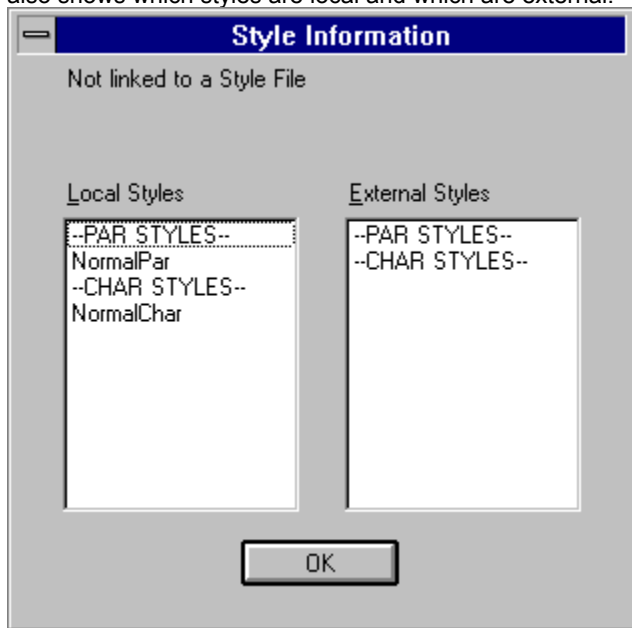 also shows which styles are local and which are external.
Style Information
Not linked to a Style File
Local Styles
--PAR STYLES--
NormalPar
--CHAR STYLES--
NormalChar
External Styles
--PAR STYLES--
--CHAR STYLES--
OK